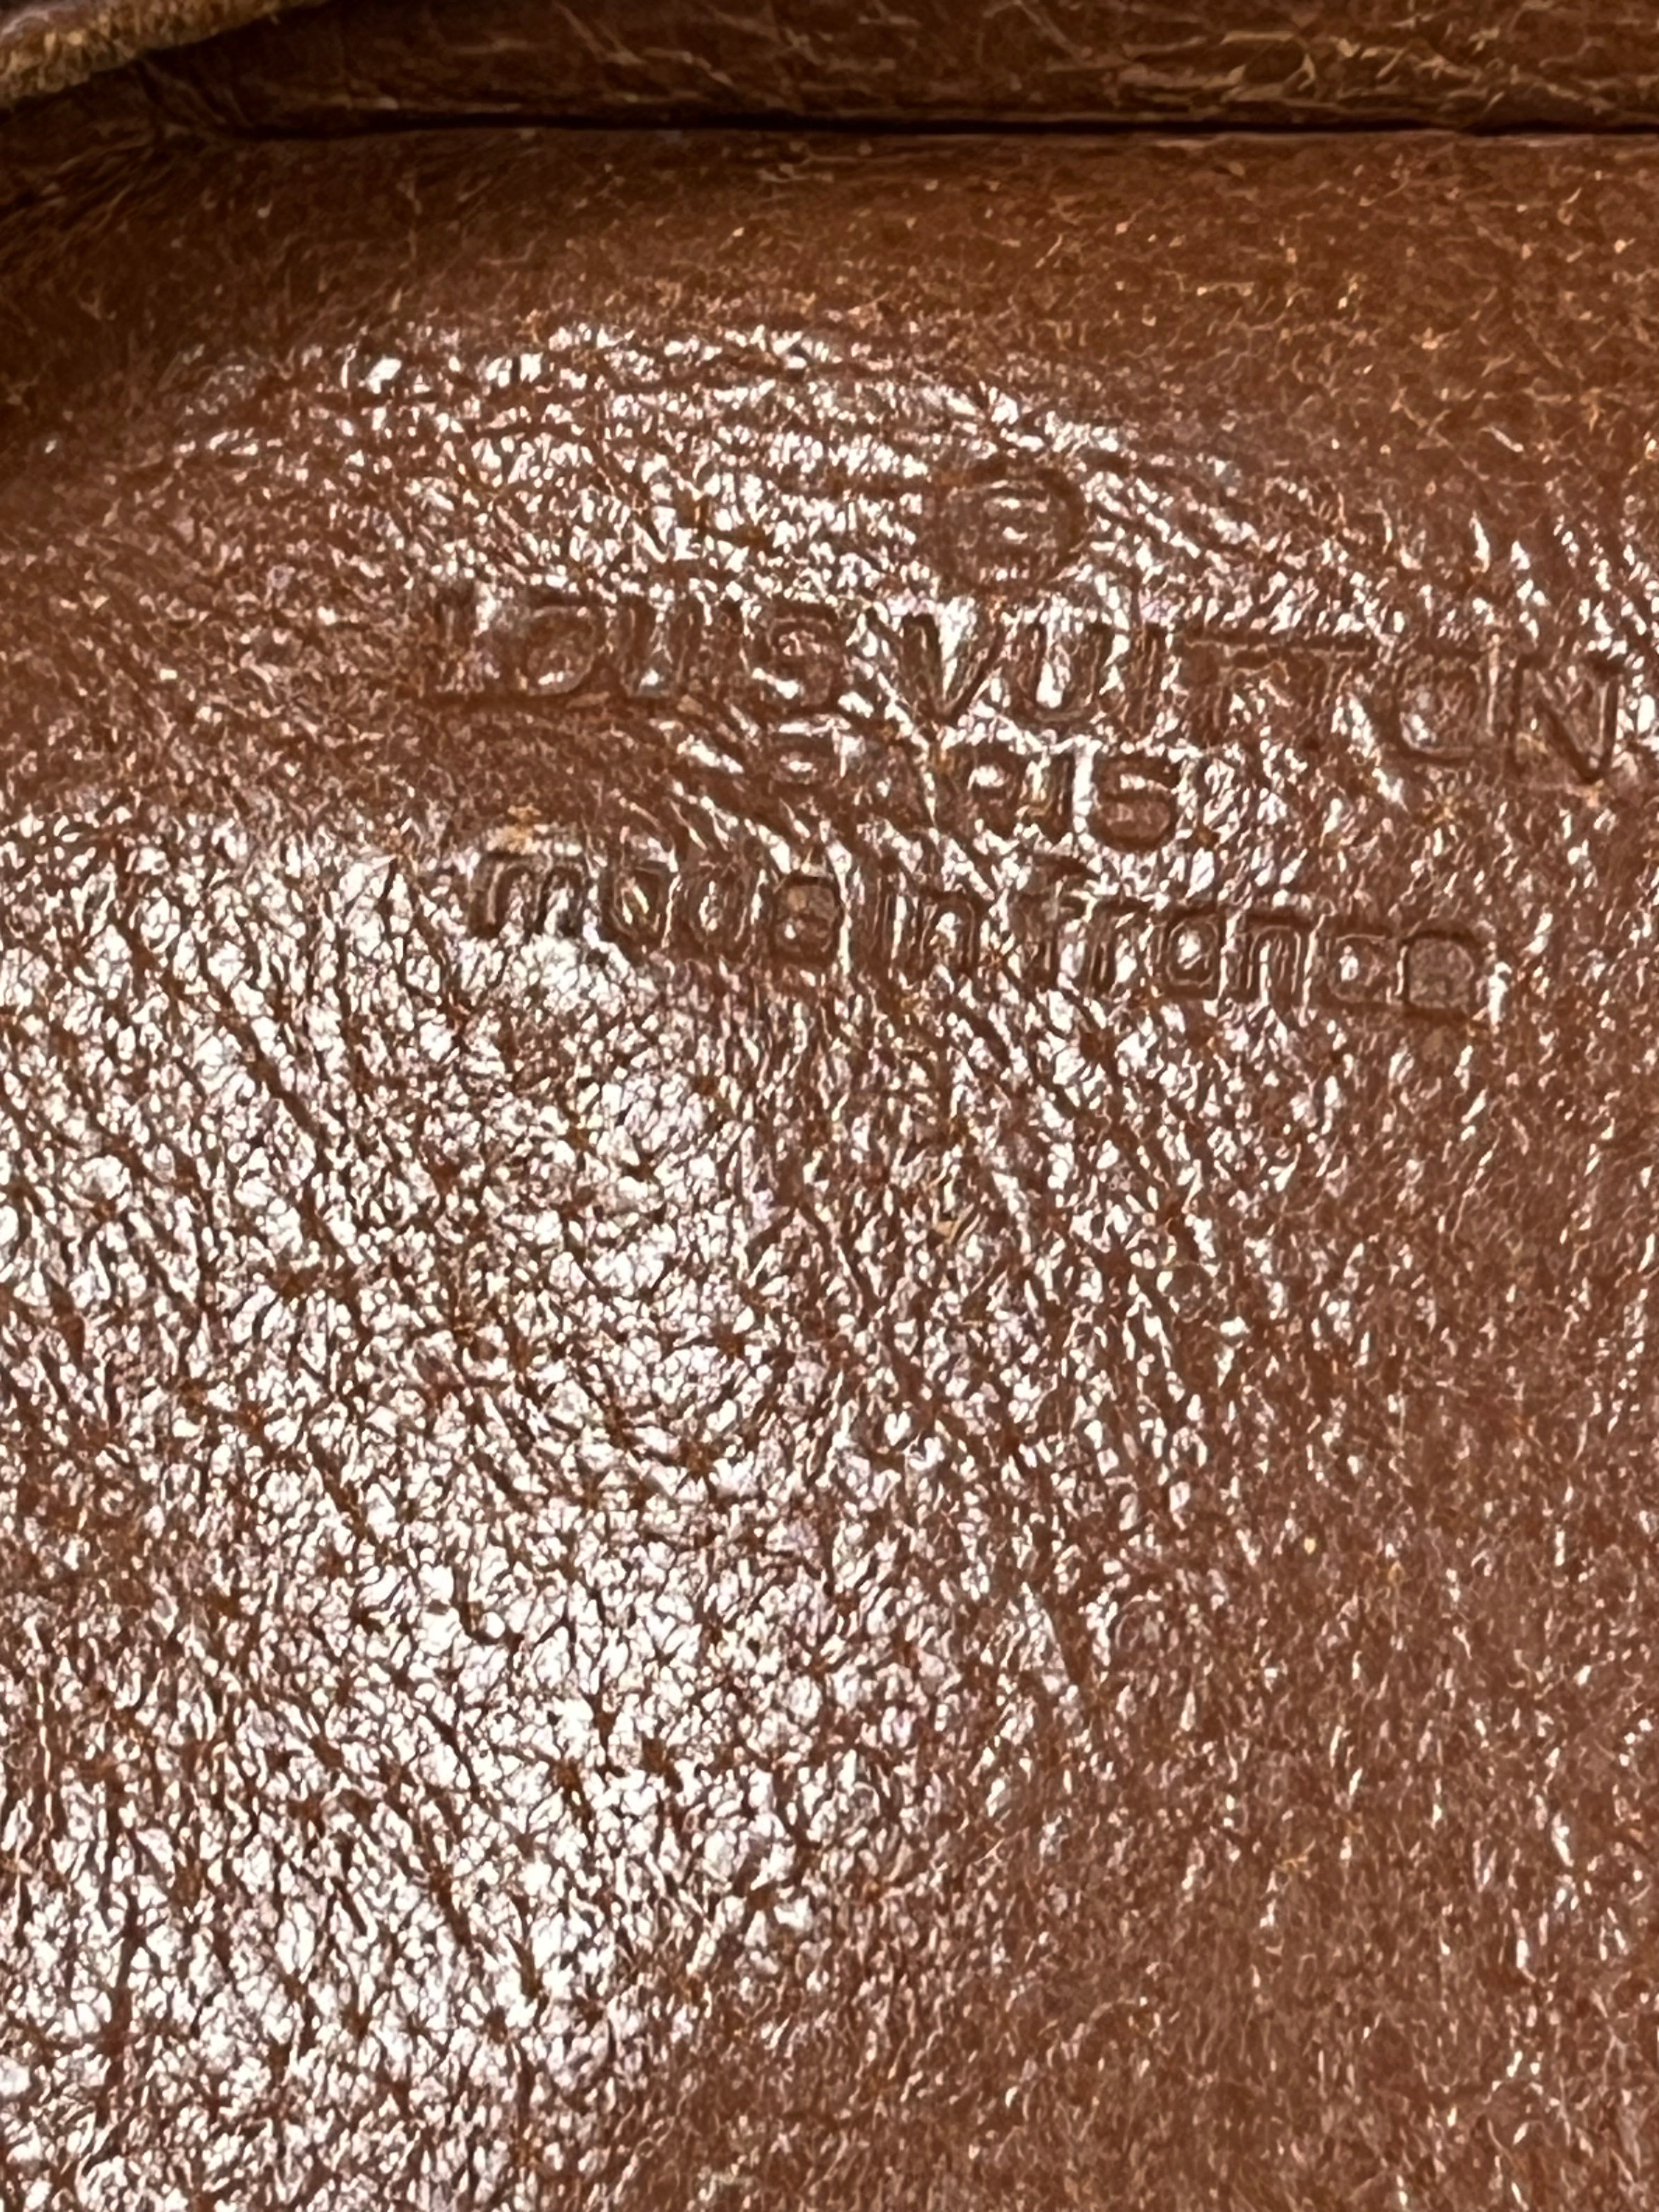 ®
LOUIS VUITTON
PARIS
made in France